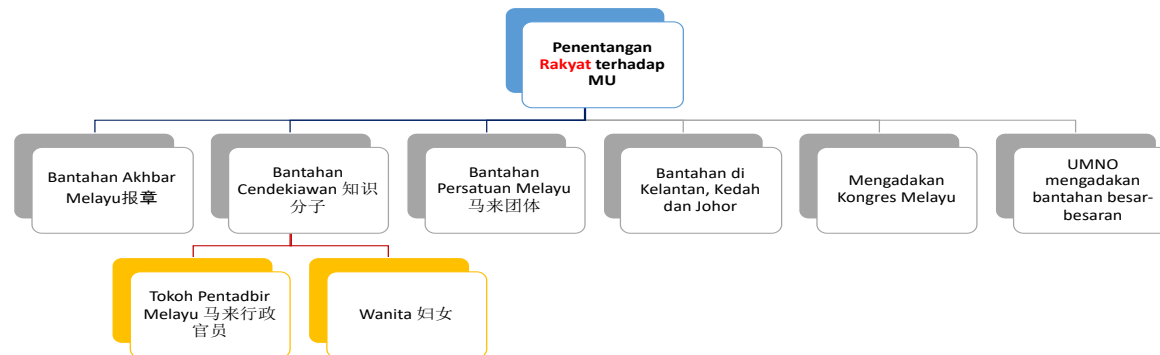 Penentangan
Rakyat terhadap
MU
Bantahan Akhbar
Melayu报章
Bantahan
Cendekiawan 知识
分子
Bantahan
Persatuan Melayu
马来团体
Bantahan di
Kelantan, Kedah
dan Johor
Mengadakan
Kongres Melayu
UMNO
mengadakan
bantahan besar-
besaran
Tokoh Pentadbir
Melayu 马来行政
官员
Wanita 妇女